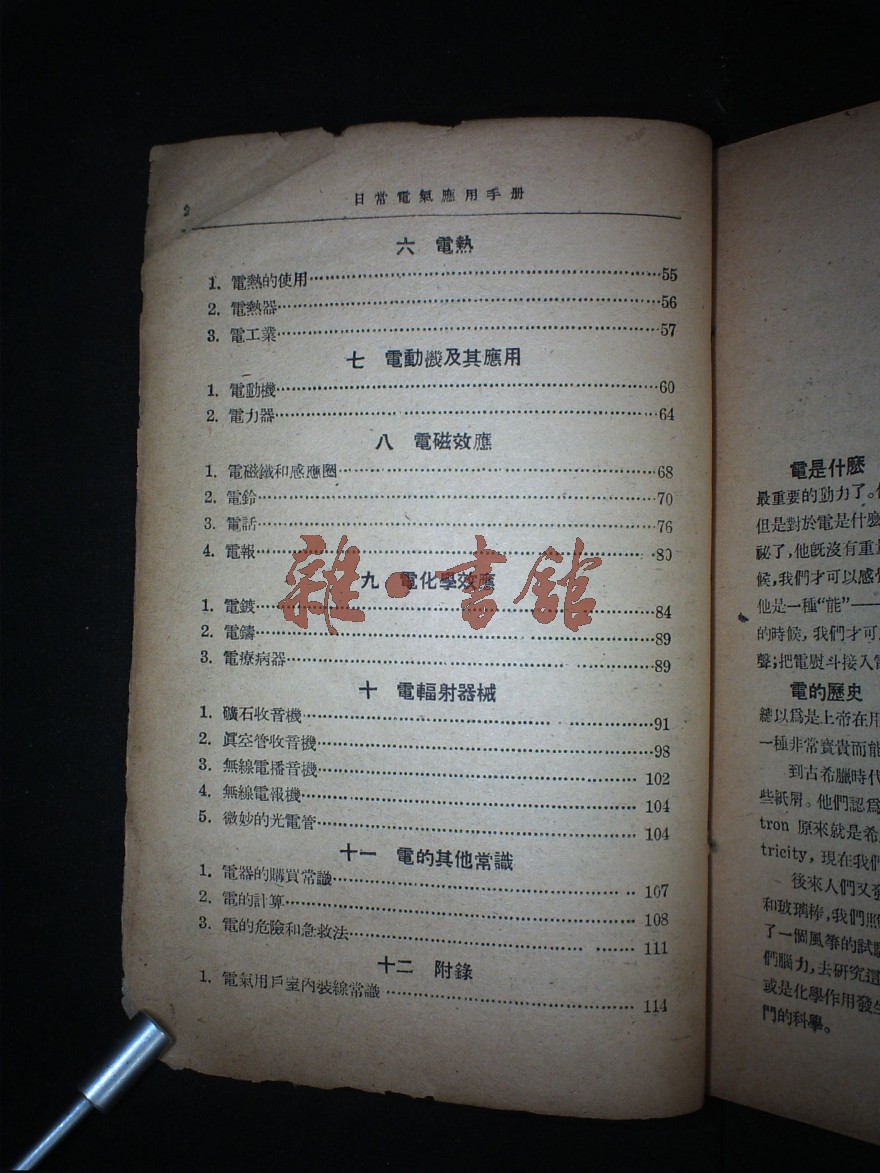 2
日常電氣應用手册
六 電熱
1. 電熱的使用…55
2. 電熱器…56
3. 電工業…57
七 電動機及其應用
1. 電動機…60
2. 電力器…64
八 電磁效應
1. 電磁鐵和感應圈…68
2. 電鈴…70
3. 電話…76
4. 電報…80
九 電化學效應
1. 電鍍…84
2. 電鑄…89
3. 電療病器…89
十 電輻射器械
1. 礦石收音機…91
2. 眞空管收音機…98
3. 無線電播音機…102
4. 無線電報機…104
5. 微妙的光電管…104
十一 電的其他常識
1. 電器的購買常識…107
2. 電的計算…108
3. 電的危險和急救法…111
十二 附錄
1. 電氣用戶室內裝線常識…114
雜·書館
電是什麽
最重要的動力了。
但是對於電是什麽
祕了,他旣沒有重
候,我們才可以感
他是一種“能”——
的時候,我們才可
聲;把電熨斗接入
電的歷史
總以爲是上帝在用
一種非常寶貴而能
到古希臘時代
些紙屑。他們認爲
tron 原來就是希
tricity, 現在我們
後來人們又發
和玻璃棒,我們
了一個風箏的試驗
們腦力,去研究這
或是化學作用發生
門的科學。